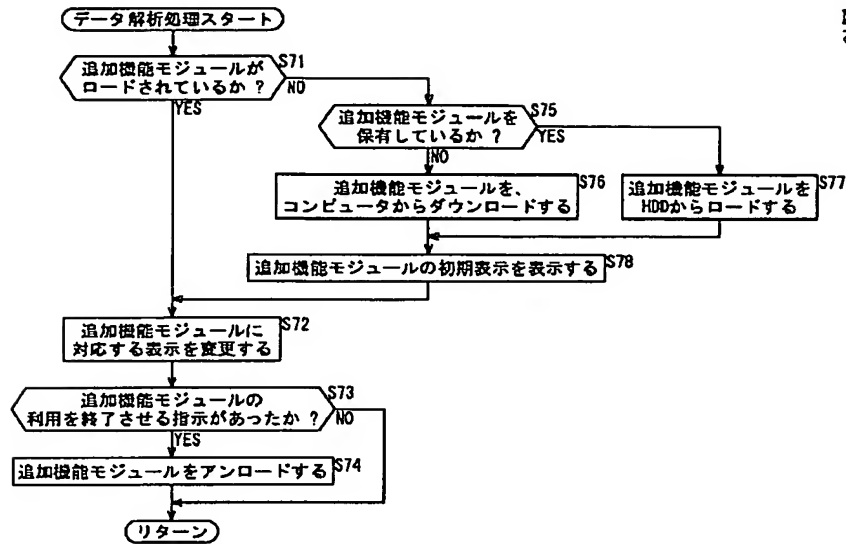 データ解析処理スタート
追加機能モジュールが
ロードされているか ?
S71
NO
YES
追加機能モジュールを
保有しているか ?
S75
YES
NO
追加機能モジュールを、
コンピュータからダウンロードする
S76
追加機能モジュールを
HDDからロードする
S77
追加機能モジュールの初期表示を表示する
S78
追加機能モジュールに
対応する表示を変更する
S72
追加機能モジュールの
利用を終了させる指示があったか ?
S73
NO
YES
追加機能モジュールをアンロードする
S74
リターン